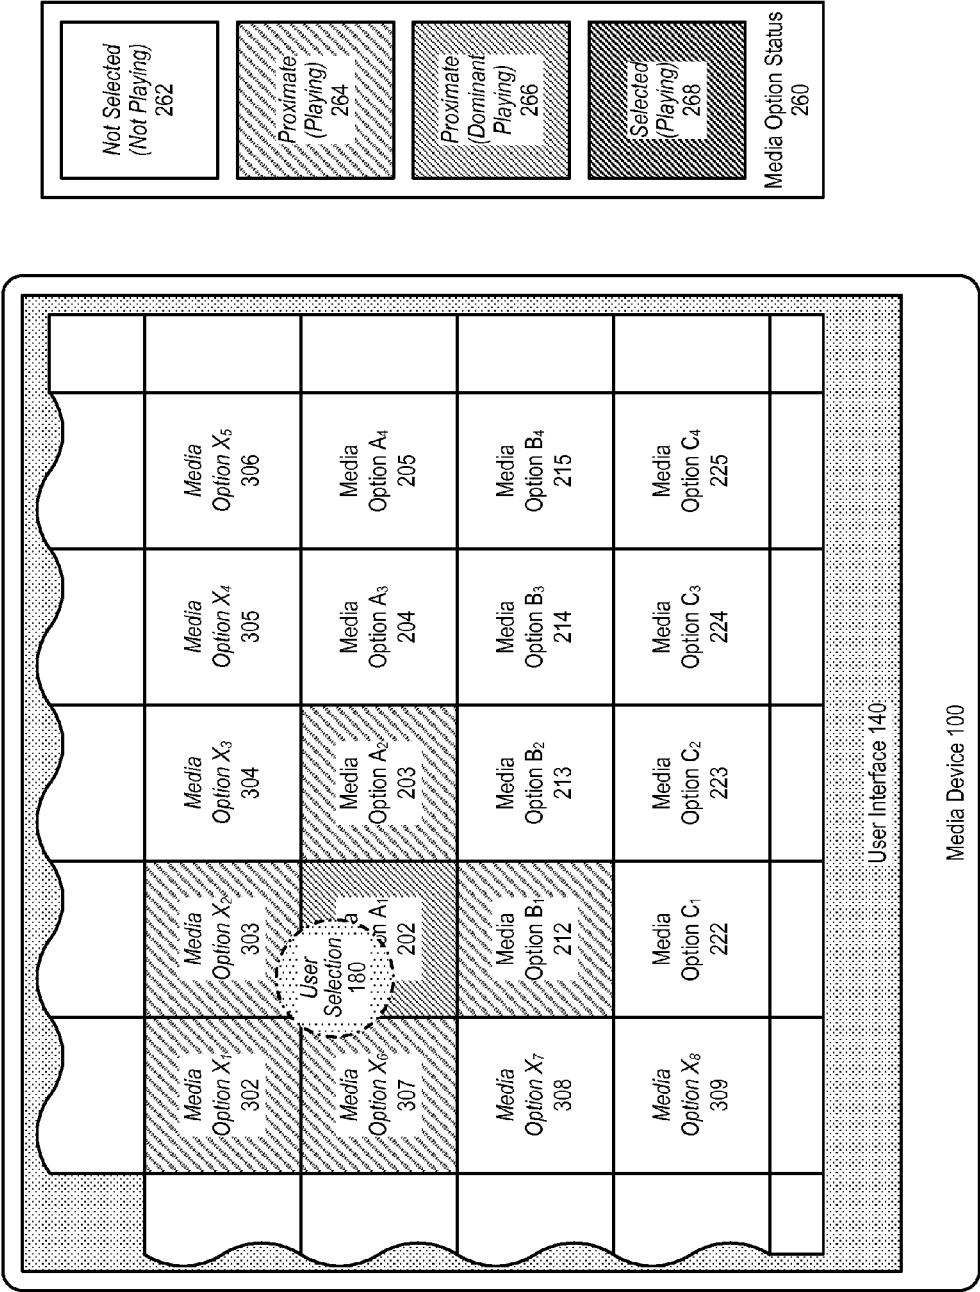 Media
Option X1
302
Media
Option X2
303
Media
Option X3
304
Media
Option X4
305
Media
Option X5
306
User
Selection
180
Media
Option X6
307
a
n A1
202
Media
Option A2
203
Media
Option A3
204
Media
Option A4
205
Media
Option X7
308
Media
Option B1
212
Media
Option B2
213
Media
Option B3
214
Media
Option B4
215
Media
Option X8
309
Media
Option C1
222
Media
Option C2
223
Media
Option C3
224
Media
Option C4
225
User Interface 140
Media Device 100
Not Selected
(Not Playing)
262
Proximate
(Playing)
264
Proximate
(Dominant
Playing)
266
Selected
(Playing)
268
Media Option Status
260